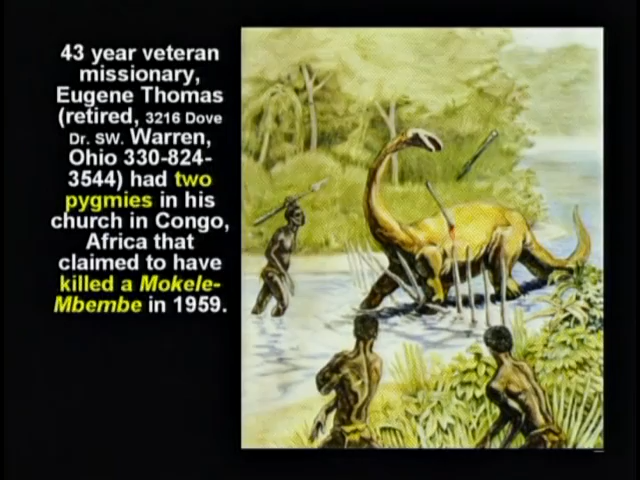 43 year veteran
missionary,
Eugene Thomas
(retired, 3216 Dove
Dr. SW. Warren,
Ohio 330-824-
3544) had two
pygmies in his
church in Congo,
Africa that
claimed to have
killed a Mokele-
Mbembe in 1959.